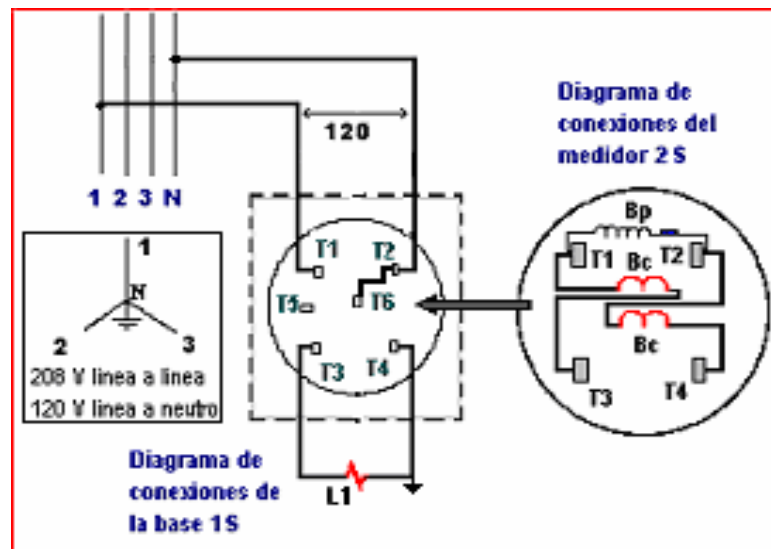 120
Diagrama de
conexiones del
medidor 2 S
1 2 3 N
1
N
2 3
208 V linea a linea
120 V linea a neutro
T1 T2
T5 T6
T3 T4
L1
Bp
T1 Bc T2
Bc
T3 T4
Diagrama de
conexiones de
la base 1 S